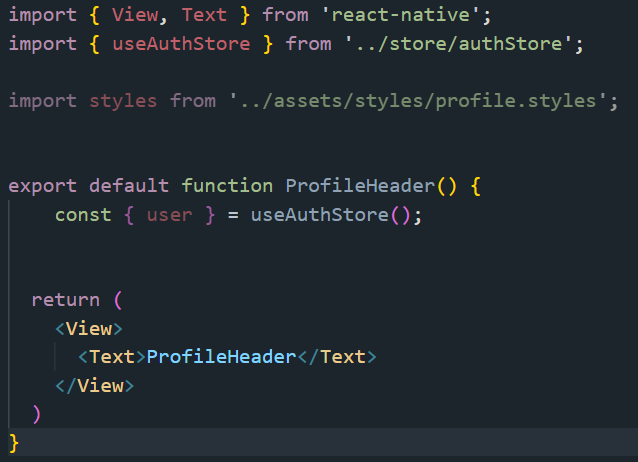 import { View, Text } from 'react-native';
import { useAuthStore } from '../store/authStore';
import styles from '../assets/styles/profile.styles';
export default function ProfileHeader() {
const { user } = useAuthStore();
return (
<View>
<Text>ProfileHeader</Text>
</View>
)
}